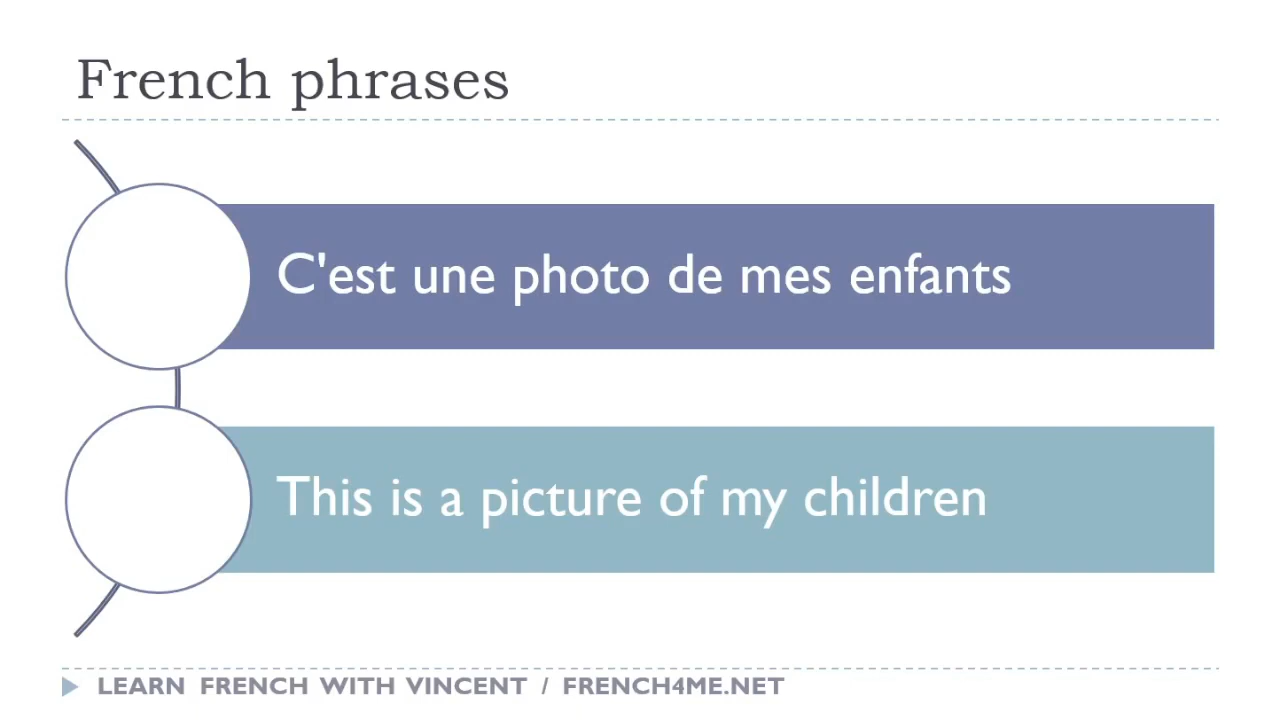 French phrases
C'est une photo de mes enfants
This is a picture of my children
LEARN FRENCH WITH VINCENT / FRENCH4ME.NET